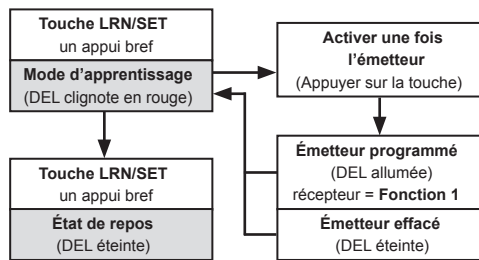 Touche LRN/SET
un appui bref
Mode d'apprentissage
(DEL clignote en rouge)
Activer une fois
l'émetteur
(Appuyer sur la touche)
Touche LRN/SET
un appui bref
État de repos
(DEL éteinte)
Émetteur programmé
(DEL allumée)
récepteur = Fonction 1
Émetteur effacé
(DEL éteinte)